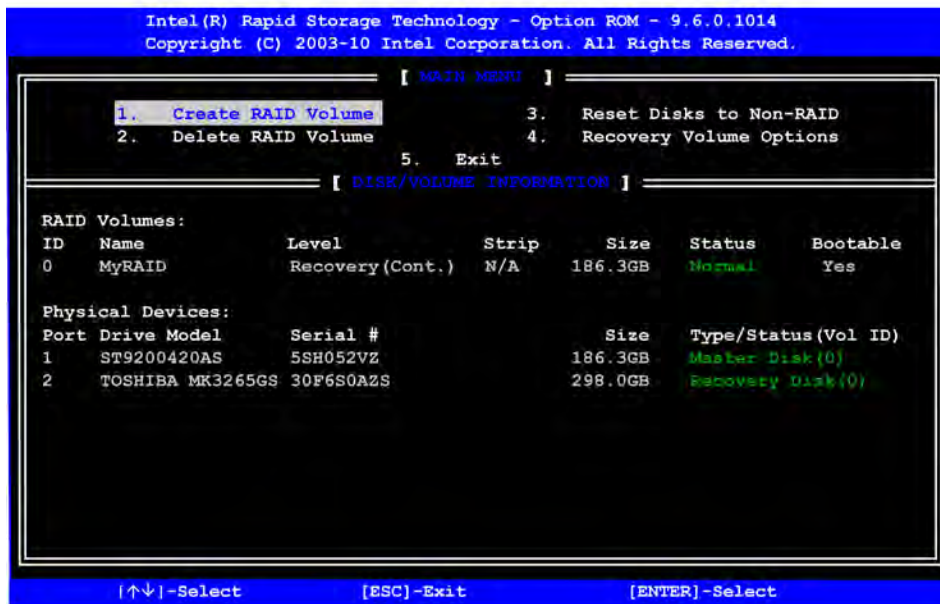 Intel(R) Rapid Storage Technology - Option ROM - 9.6.0.1014
Copyright (C) 2003-10 Intel Corporation. All Rights Reserved.
[ MAIN MENU ]
1. Create RAID Volume 3. Reset Disks to Non-RAID
2. Delete RAID Volume 4. Recovery Volume Options
5. Exit
[ DISK/VOLUME INFORMATION ]
RAID Volumes:
ID Name Level Strip Size Status Bootable
0 MyRAID Recovery(Cont.) N/A 186.3GB Normal Yes
Physical Devices:
Port Drive Model Serial # Size Type/Status(Vol ID)
1 ST9200420AS 5SH052VZ 186.3GB Master Disk(0)
2 TOSHIBA MK3265GS 30F6S0AZS 298.0GB Recovery Disk(0)
[↑↓]-Select [ESC]-Exit [ENTER]-Select